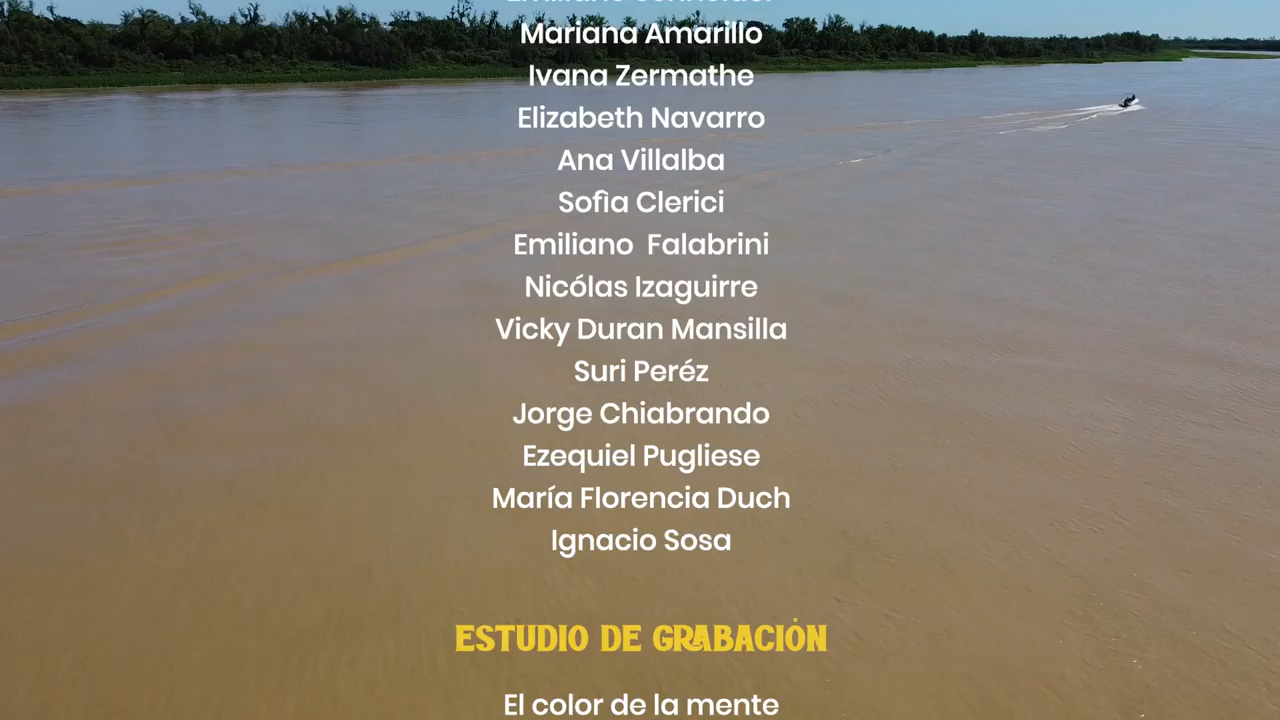 Mariana Amarillo
Ivana Zermathe
Elizabeth Navarro
Ana Villalba
Sofia Clerici
Emiliano  Falabrini
Nicólas Izaguirre
Vicky Duran Mansilla
Suri Peréz
Jorge Chiabrando
Ezequiel Pugliese
María Florencia Duch
Ignacio Sosa
ESTUDIO DE GRABACIÓN
El color de la mente